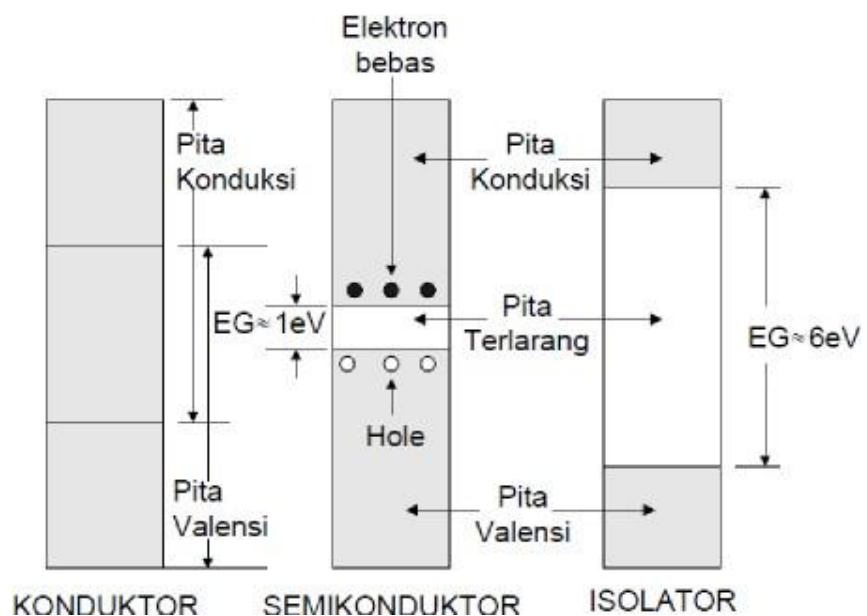 Elektron
bebas
Pita
Konduksi
Pita
Konduksi
EG≈1eV
Pita
Terlarang
EG≈6eV
Hole
Pita
Valensi
Pita
Valensi
KONDUKTOR
SEMIKONDUKTOR
ISOLATOR